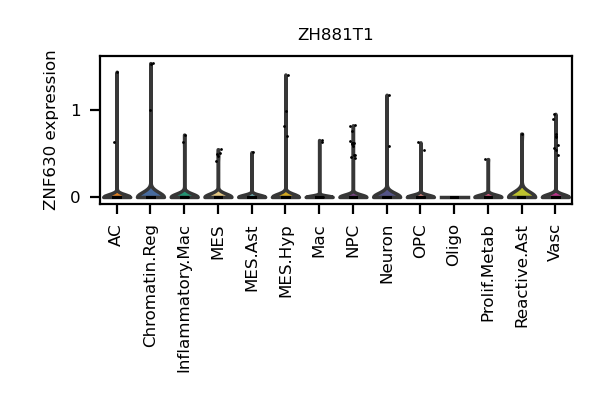 ZH881T1
ZNF630 expression
1
0
AC
Chromatin.Reg
Inflammatory.Mac
MES
MES.Ast
MES.Hyp
Mac
NPC
Neuron
OPC
Oligo
Prolif.Metab
Reactive.Ast
Vasc